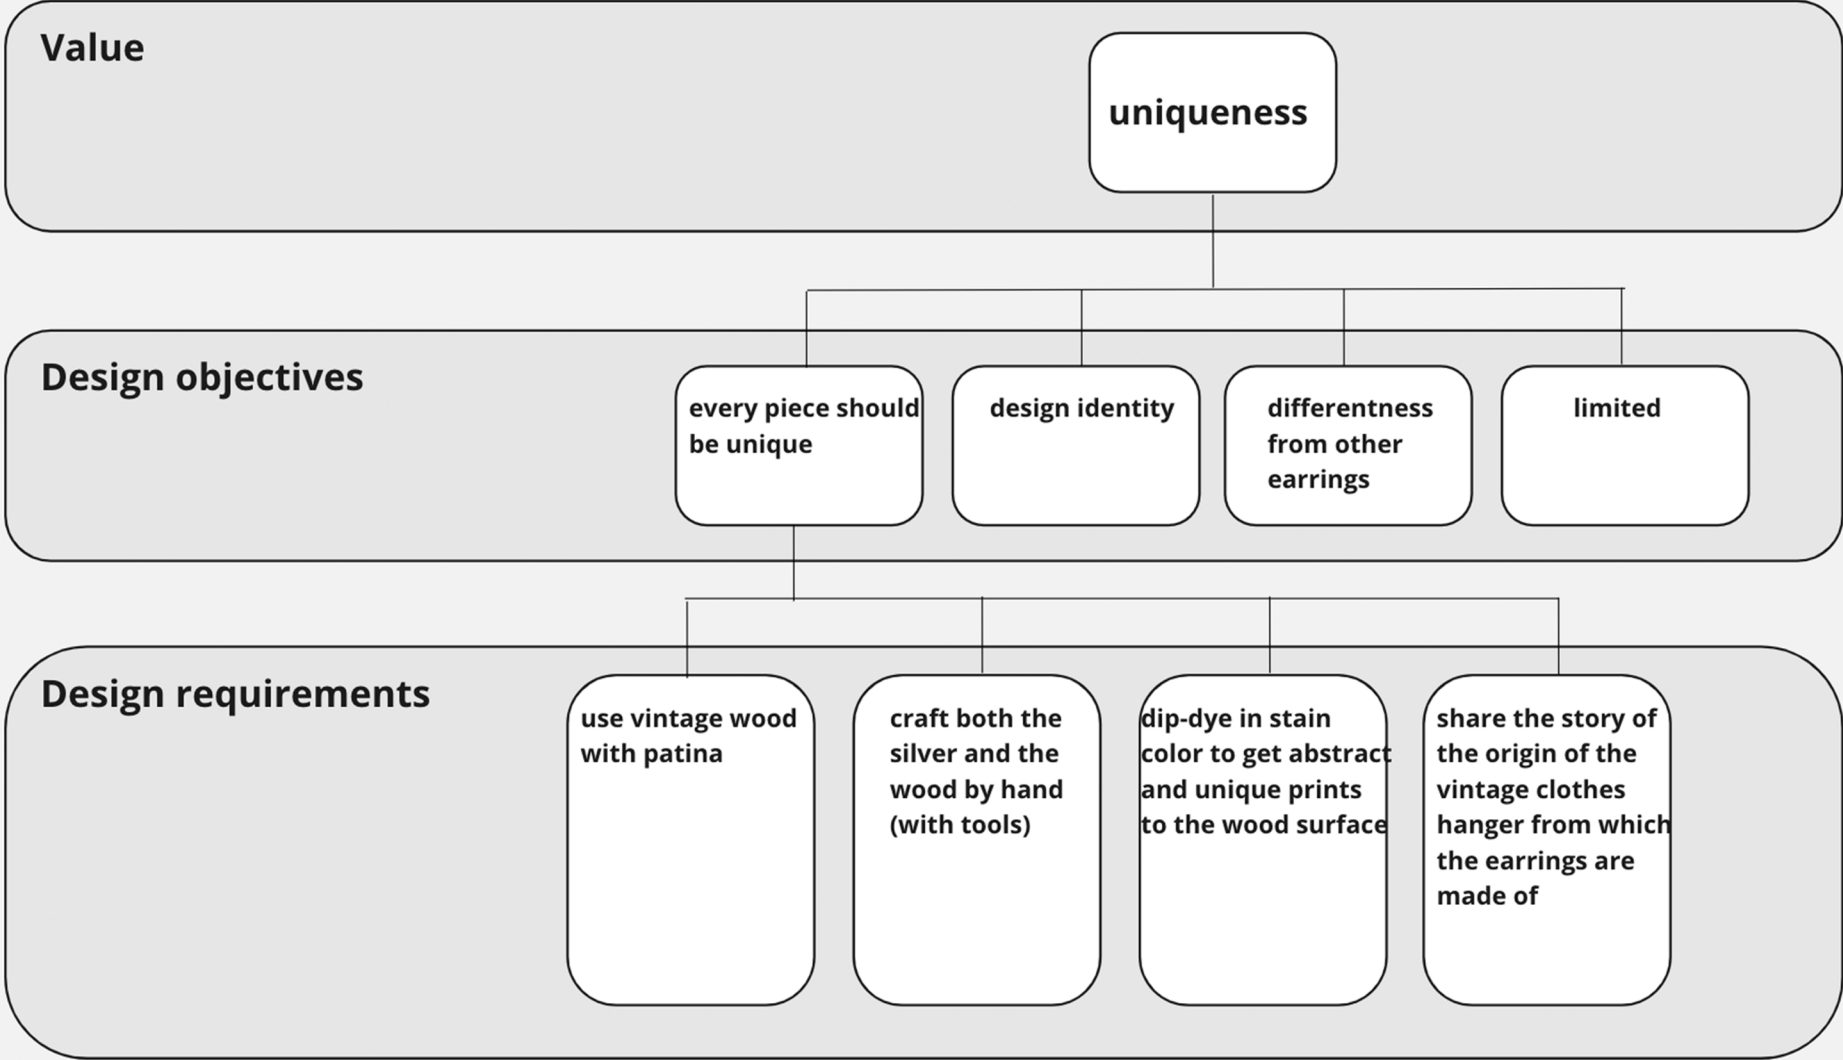 Value
uniqueness
Design objectives
every piece should
be unique
design identity
differentness
from other
earrings
limited
Design requirements
use vintage wood
with patina
craft both the
silver and the
wood by hand
(with tools)
dip-dye in stain
color to get abstract
and unique prints
to the wood surface
share the story of
the origin of the
vintage clothes
hanger from which
the earrings are
made of